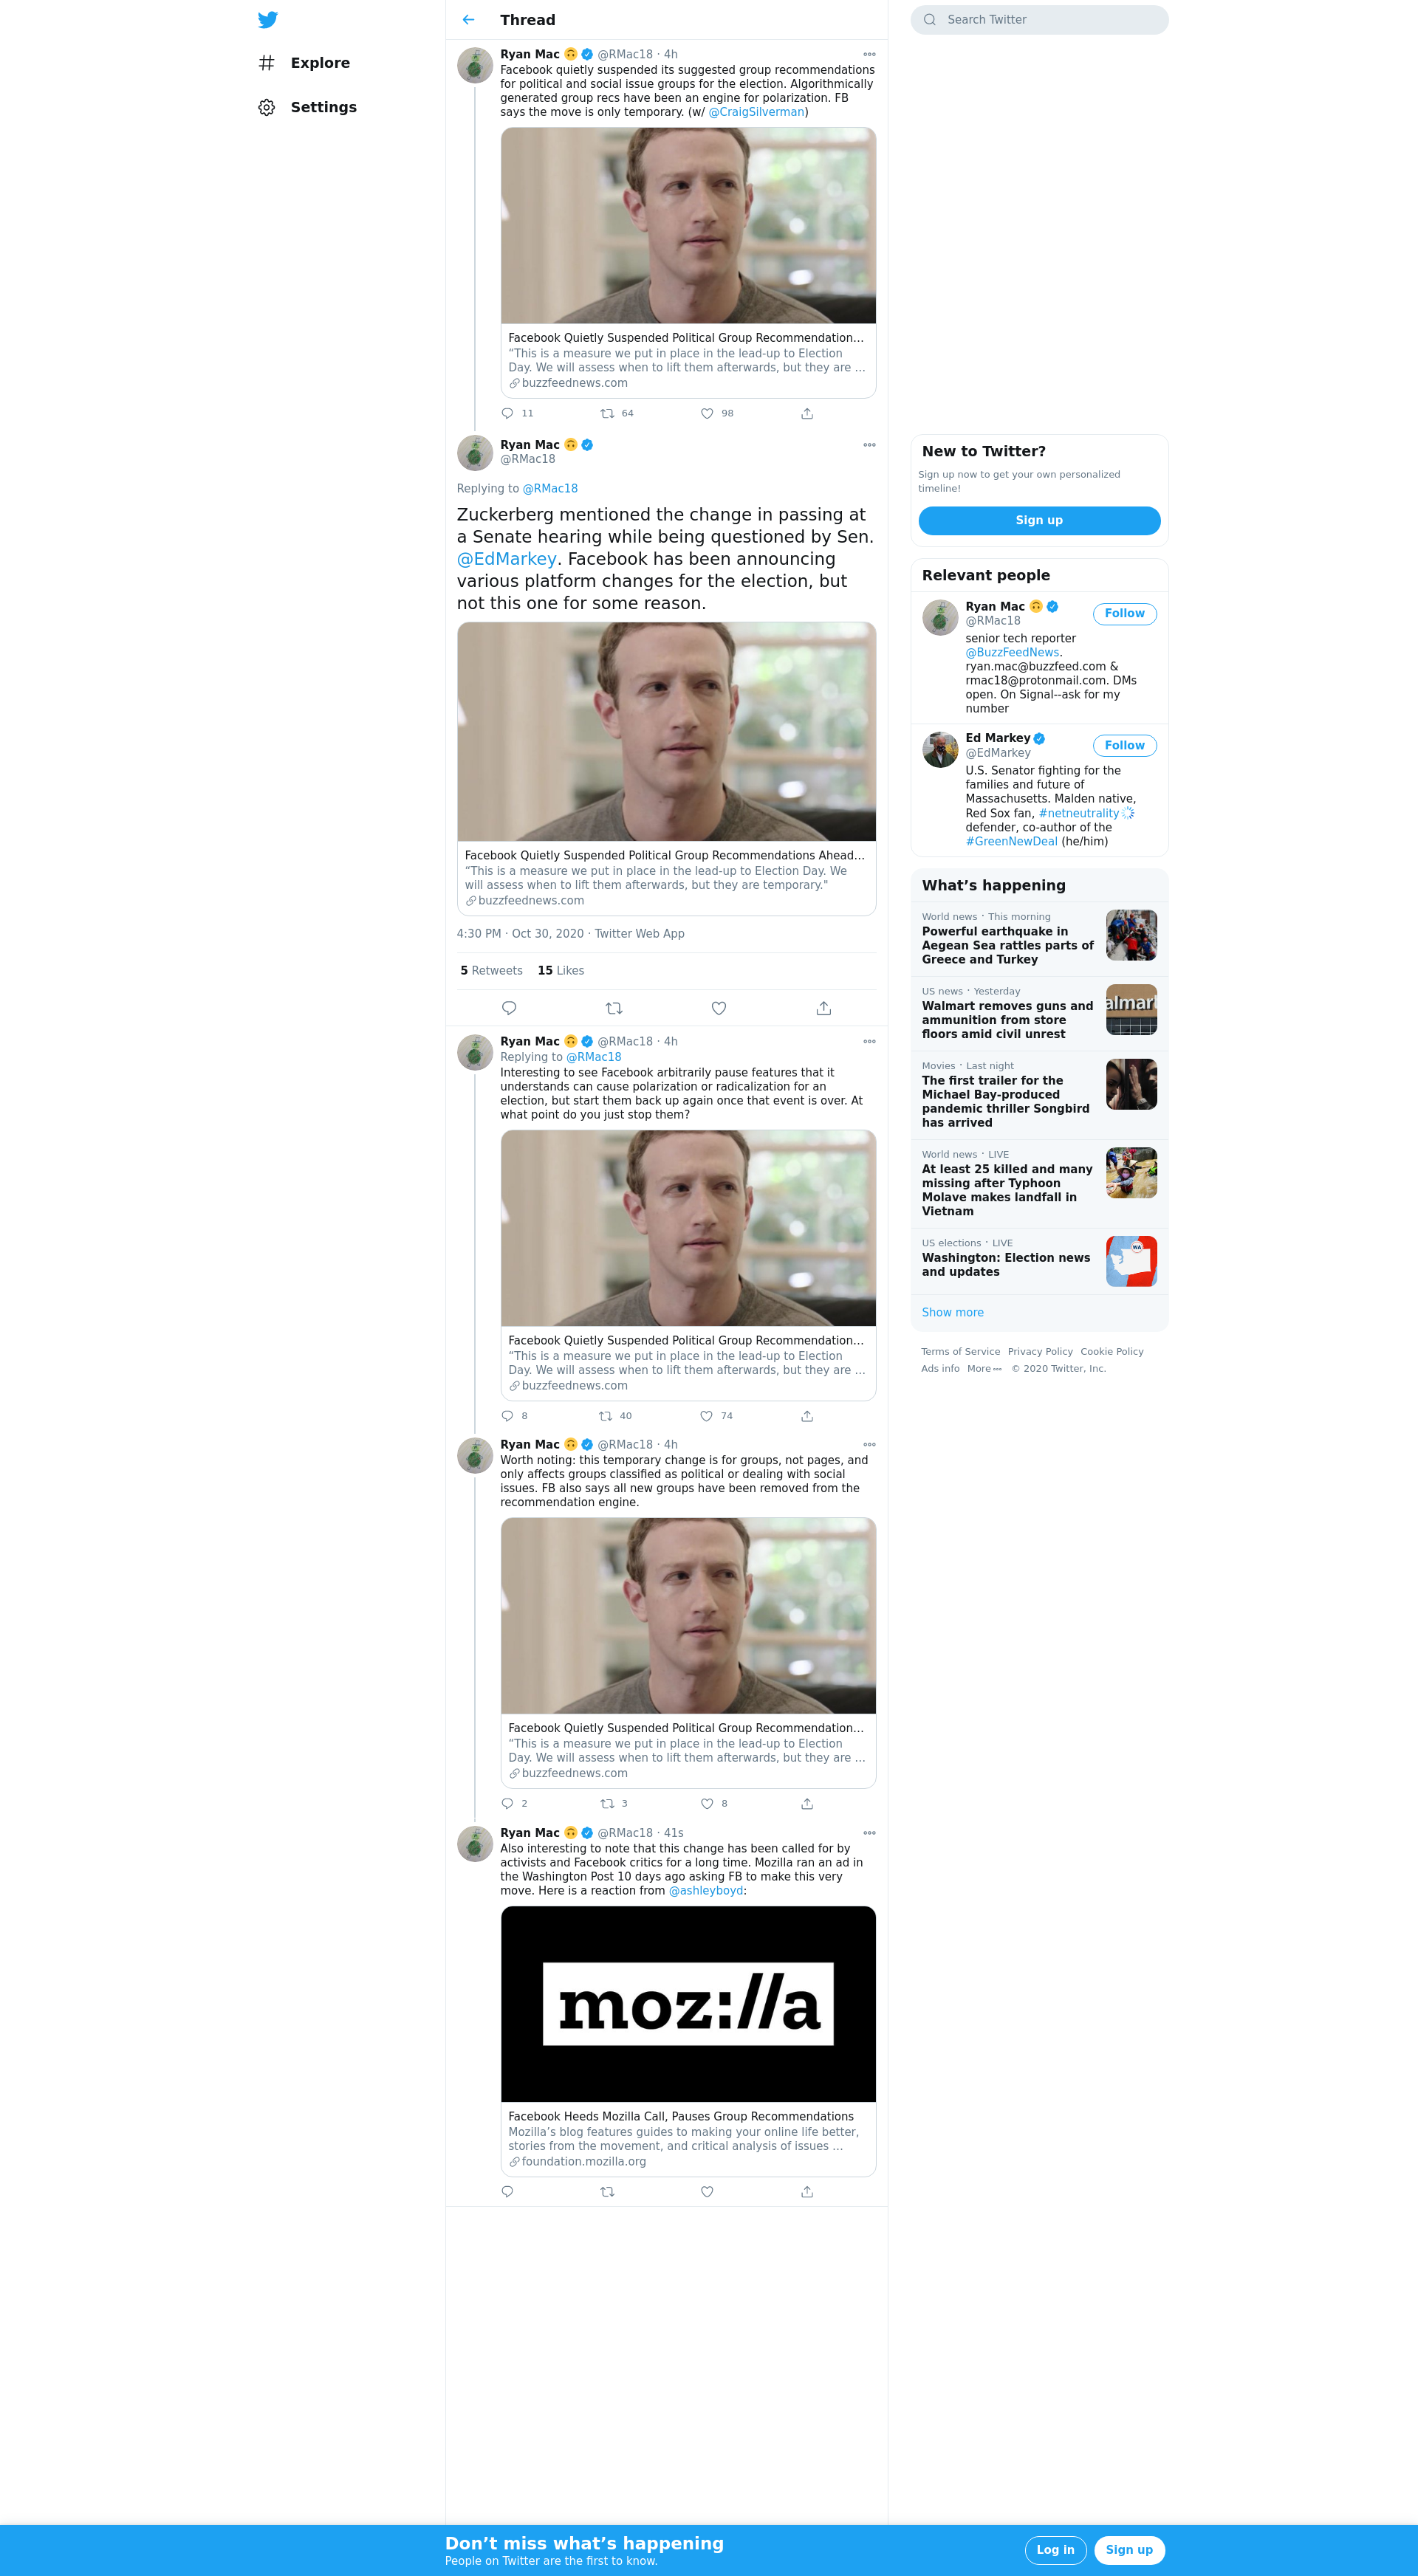 Explore
Settings
Thread
Ryan Mac 🙃 @RMac18 · 4h
Facebook quietly suspended its suggested group recommendations
for political and social issue groups for the election. Algorithmically
generated group recs have been an engine for polarization. FB
says the move is only temporary. (w/ @CraigSilverman)
Facebook Quietly Suspended Political Group Recommendation…
“This is a measure we put in place in the lead-up to Election
Day. We will assess when to lift them afterwards, but they are …
buzzfeednews.com
11 64 98
Ryan Mac 🙃
@RMac18
Replying to @RMac18
Zuckerberg mentioned the change in passing at
a Senate hearing while being questioned by Sen.
@EdMarkey. Facebook has been announcing
various platform changes for the election, but
not this one for some reason.
Facebook Quietly Suspended Political Group Recommendations Ahead…
“This is a measure we put in place in the lead-up to Election Day. We
will assess when to lift them afterwards, but they are temporary."
buzzfeednews.com
4:30 PM · Oct 30, 2020 · Twitter Web App
5 Retweets 15 Likes
Ryan Mac 🙃 @RMac18 · 4h
Replying to @RMac18
Interesting to see Facebook arbitrarily pause features that it
understands can cause polarization or radicalization for an
election, but start them back up again once that event is over. At
what point do you just stop them?
Facebook Quietly Suspended Political Group Recommendation…
“This is a measure we put in place in the lead-up to Election
Day. We will assess when to lift them afterwards, but they are …
buzzfeednews.com
8 40 74
Ryan Mac 🙃 @RMac18 · 4h
Worth noting: this temporary change is for groups, not pages, and
only affects groups classified as political or dealing with social
issues. FB also says all new groups have been removed from the
recommendation engine.
Facebook Quietly Suspended Political Group Recommendation…
“This is a measure we put in place in the lead-up to Election
Day. We will assess when to lift them afterwards, but they are …
buzzfeednews.com
2 3 8
Ryan Mac 🙃 @RMac18 · 41s
Also interesting to note that this change has been called for by
activists and Facebook critics for a long time. Mozilla ran an ad in
the Washington Post 10 days ago asking FB to make this very
move. Here is a reaction from @ashleyboyd:
moz://a
Facebook Heeds Mozilla Call, Pauses Group Recommendations
Mozilla’s blog features guides to making your online life better,
stories from the movement, and critical analysis of issues …
foundation.mozilla.org
Search Twitter
New to Twitter?
Sign up now to get your own personalized
timeline!
Sign up
Relevant people
Ryan Mac 🙃
@RMac18
Follow
senior tech reporter
@BuzzFeedNews.
ryan.mac@buzzfeed.com &
rmac18@protonmail.com. DMs
open. On Signal--ask for my
number
Ed Markey
@EdMarkey
Follow
U.S. Senator fighting for the
families and future of
Massachusetts. Malden native,
Red Sox fan, #netneutrality
defender, co-author of the
#GreenNewDeal (he/him)
What’s happening
World news · This morning
Powerful earthquake in
Aegean Sea rattles parts of
Greece and Turkey
US news · Yesterday
Walmart removes guns and
ammunition from store
floors amid civil unrest
almart
Movies · Last night
The first trailer for the
Michael Bay-produced
pandemic thriller Songbird
has arrived
World news · LIVE
At least 25 killed and many
missing after Typhoon
Molave makes landfall in
Vietnam
US elections · LIVE
Washington: Election news
and updates
WA
Show more
Terms of Service Privacy Policy Cookie Policy
Ads info More © 2020 Twitter, Inc.
Don’t miss what’s happening
People on Twitter are the first to know.
Log in
Sign up